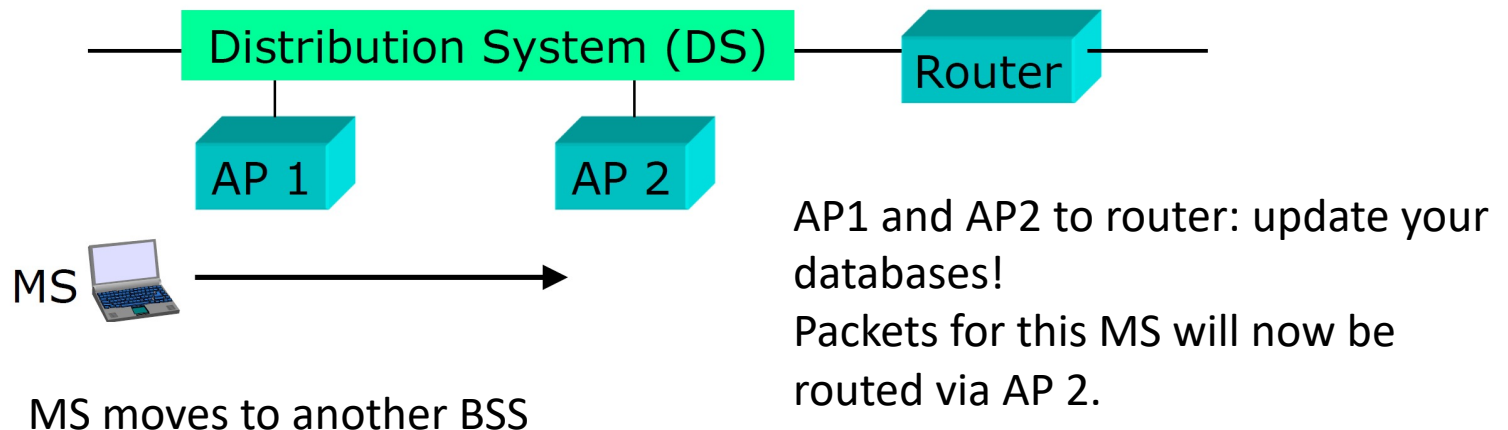 Distribution System (DS)
Router
AP 1
AP 2
MS
AP1 and AP2 to router: update your
databases!
Packets for this MS will now be
routed via AP 2.
MS moves to another BSS